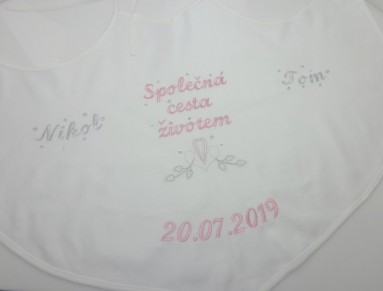 Nikol
Společná
cesta
životem
Tom
20.07.2019